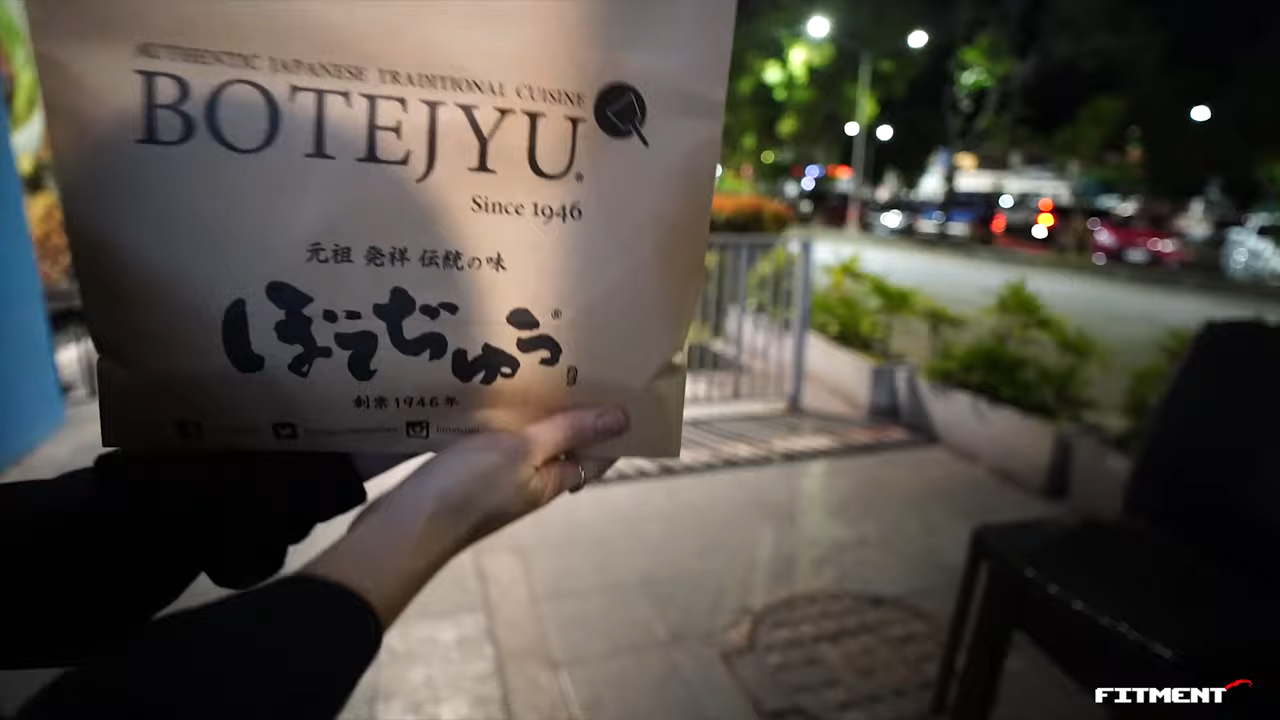 AUTHENTIC JAPANESE TRADITIONAL CUISINE
BOTEJYU®
Since 1946
元祖 発祥 伝統の味
ぼてぢゅう®
創業1946年
FITMENT